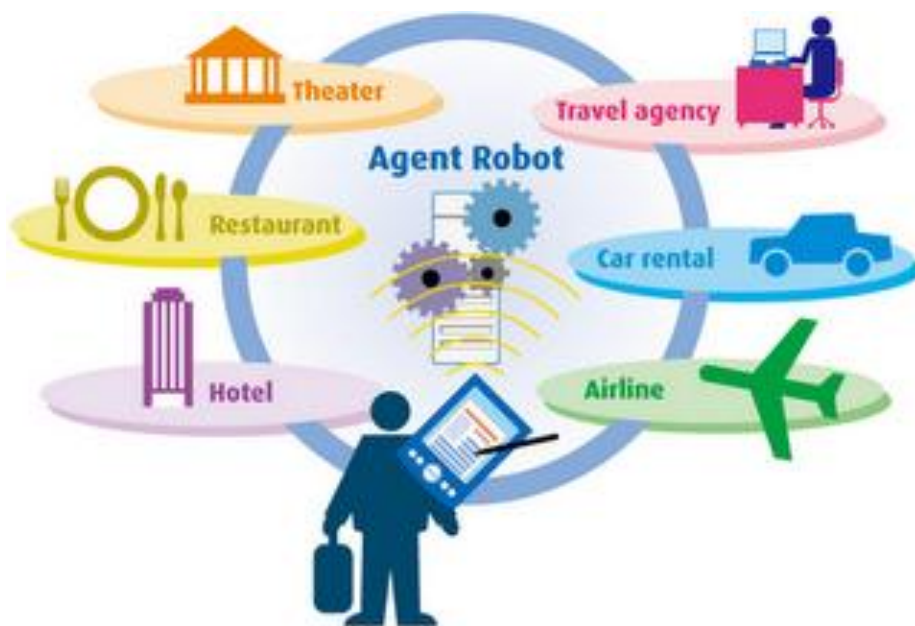 Theater
Travel agency
Agent Robot
Restaurant
Car rental
Hotel
Airline